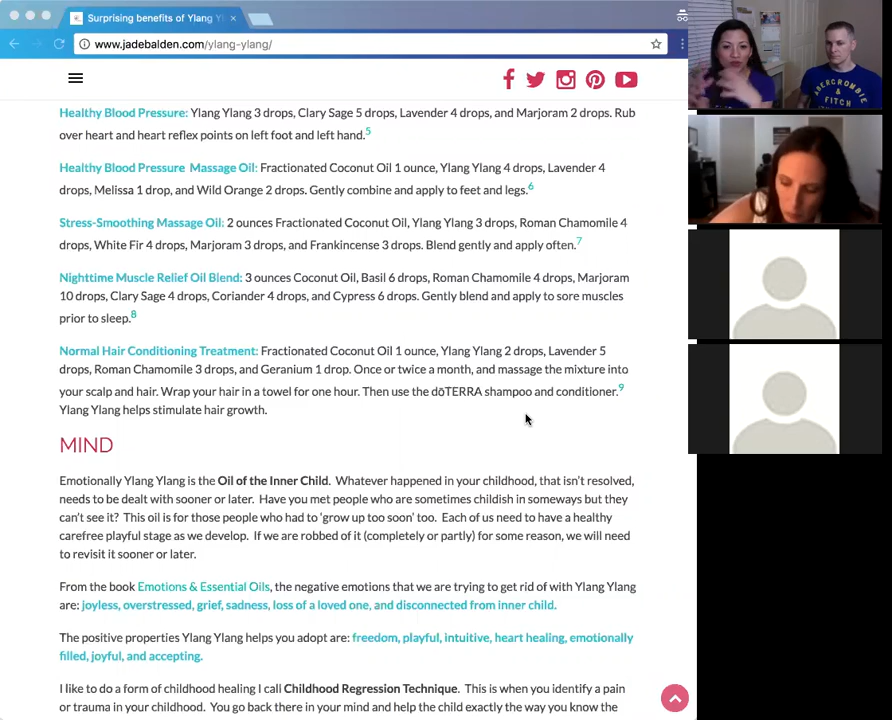 Surprising benefits of Ylang Y
www.jadebalden.com/ylang-ylang/
Healthy Blood Pressure: Ylang Ylang 3 drops, Clary Sage 5 drops, Lavender 4 drops, and Marjoram 2 drops. Rub
over heart and heart reflex points on left foot and left hand.5
Healthy Blood Pressure Massage Oil: Fractionated Coconut Oil 1 ounce, Ylang Ylang 4 drops, Lavender 4
drops, Melissa 1 drop, and Wild Orange 2 drops. Gently combine and apply to feet and legs.6
Stress-Smoothing Massage Oil: 2 ounces Fractionated Coconut Oil, Ylang Ylang 3 drops, Roman Chamomile 4
drops, White Fir 4 drops, Marjoram 3 drops, and Frankincense 3 drops. Blend gently and apply often.7
Nighttime Muscle Relief Oil Blend: 3 ounces Coconut Oil, Basil 6 drops, Roman Chamomile 4 drops, Marjoram
10 drops, Clary Sage 4 drops, Coriander 4 drops, and Cypress 6 drops. Gently blend and apply to sore muscles
prior to sleep.8
Normal Hair Conditioning Treatment: Fractionated Coconut Oil 1 ounce, Ylang Ylang 2 drops, Lavender 5
drops, Roman Chamomile 3 drops, and Geranium 1 drop. Once or twice a month, and massage the mixture into
your scalp and hair. Wrap your hair in a towel for one hour. Then use the dōTERRA shampoo and conditioner.9
Ylang Ylang helps stimulate hair growth.
MIND
Emotionally Ylang Ylang is the Oil of the Inner Child. Whatever happened in your childhood, that isn't resolved,
needs to be dealt with sooner or later. Have you met people who are sometimes childish in someways but they
can't see it? This oil is for those people who had to 'grow up too soon' too. Each of us need to have a healthy
carefree playful stage as we develop. If we are robbed of it (completely or partly) for some reason, we will need
to revisit it sooner or later.
From the book Emotions & Essential Oils, the negative emotions that we are trying to get rid of with Ylang Ylang
are: joyless, overstressed, grief, sadness, loss of a loved one, and disconnected from inner child.
The positive properties Ylang Ylang helps you adopt are: freedom, playful, intuitive, heart healing, emotionally
filled, joyful, and accepting.
I like to do a form of childhood healing I call Childhood Regression Technique. This is when you identify a pain
or trauma in your childhood. You go back there in your mind and help the child exactly the way you know the
ABERCROMBIE &
FITCH